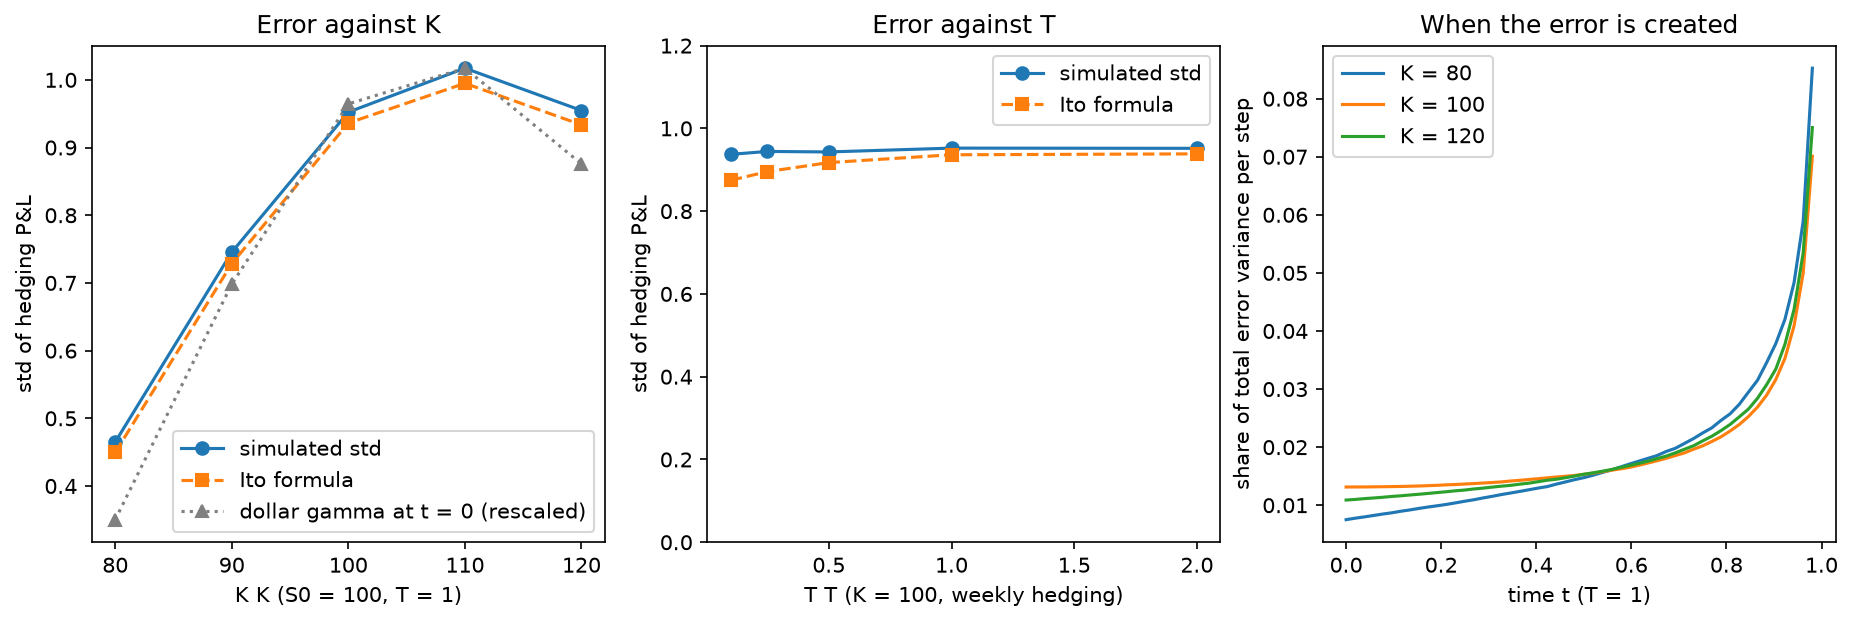 Error against K
std of hedging P&L
1.0
0.9
0.8
0.7
0.6
0.5
0.4
simulated std
Ito formula
dollar gamma at t = 0 (rescaled)
80
90
100
110
120
K K (S0 = 100, T = 1)
Error against T
std of hedging P&L
1.2
1.0
0.8
0.6
0.4
0.2
0.0
simulated std
Ito formula
0.5
1.0
1.5
2.0
T T (K = 100, weekly hedging)
When the error is created
share of total error variance per step
K = 80
K = 100
K = 120
0.08
0.07
0.06
0.05
0.04
0.03
0.02
0.01
0.0
0.2
0.4
0.6
0.8
1.0
time t (T = 1)